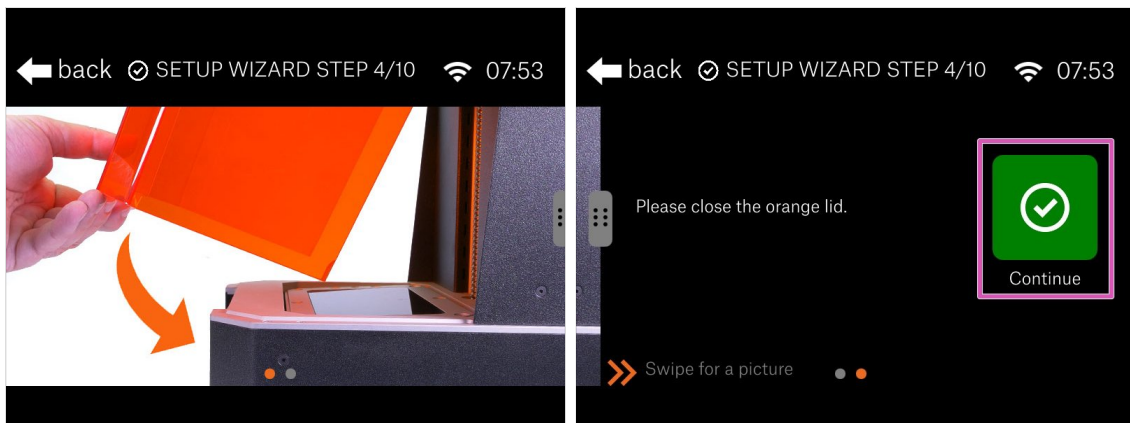 back SETUP WIZARD STEP 4/10 07:53
back SETUP WIZARD STEP 4/10 07:53
Please close the orange lid.
Continue
Swipe for a picture